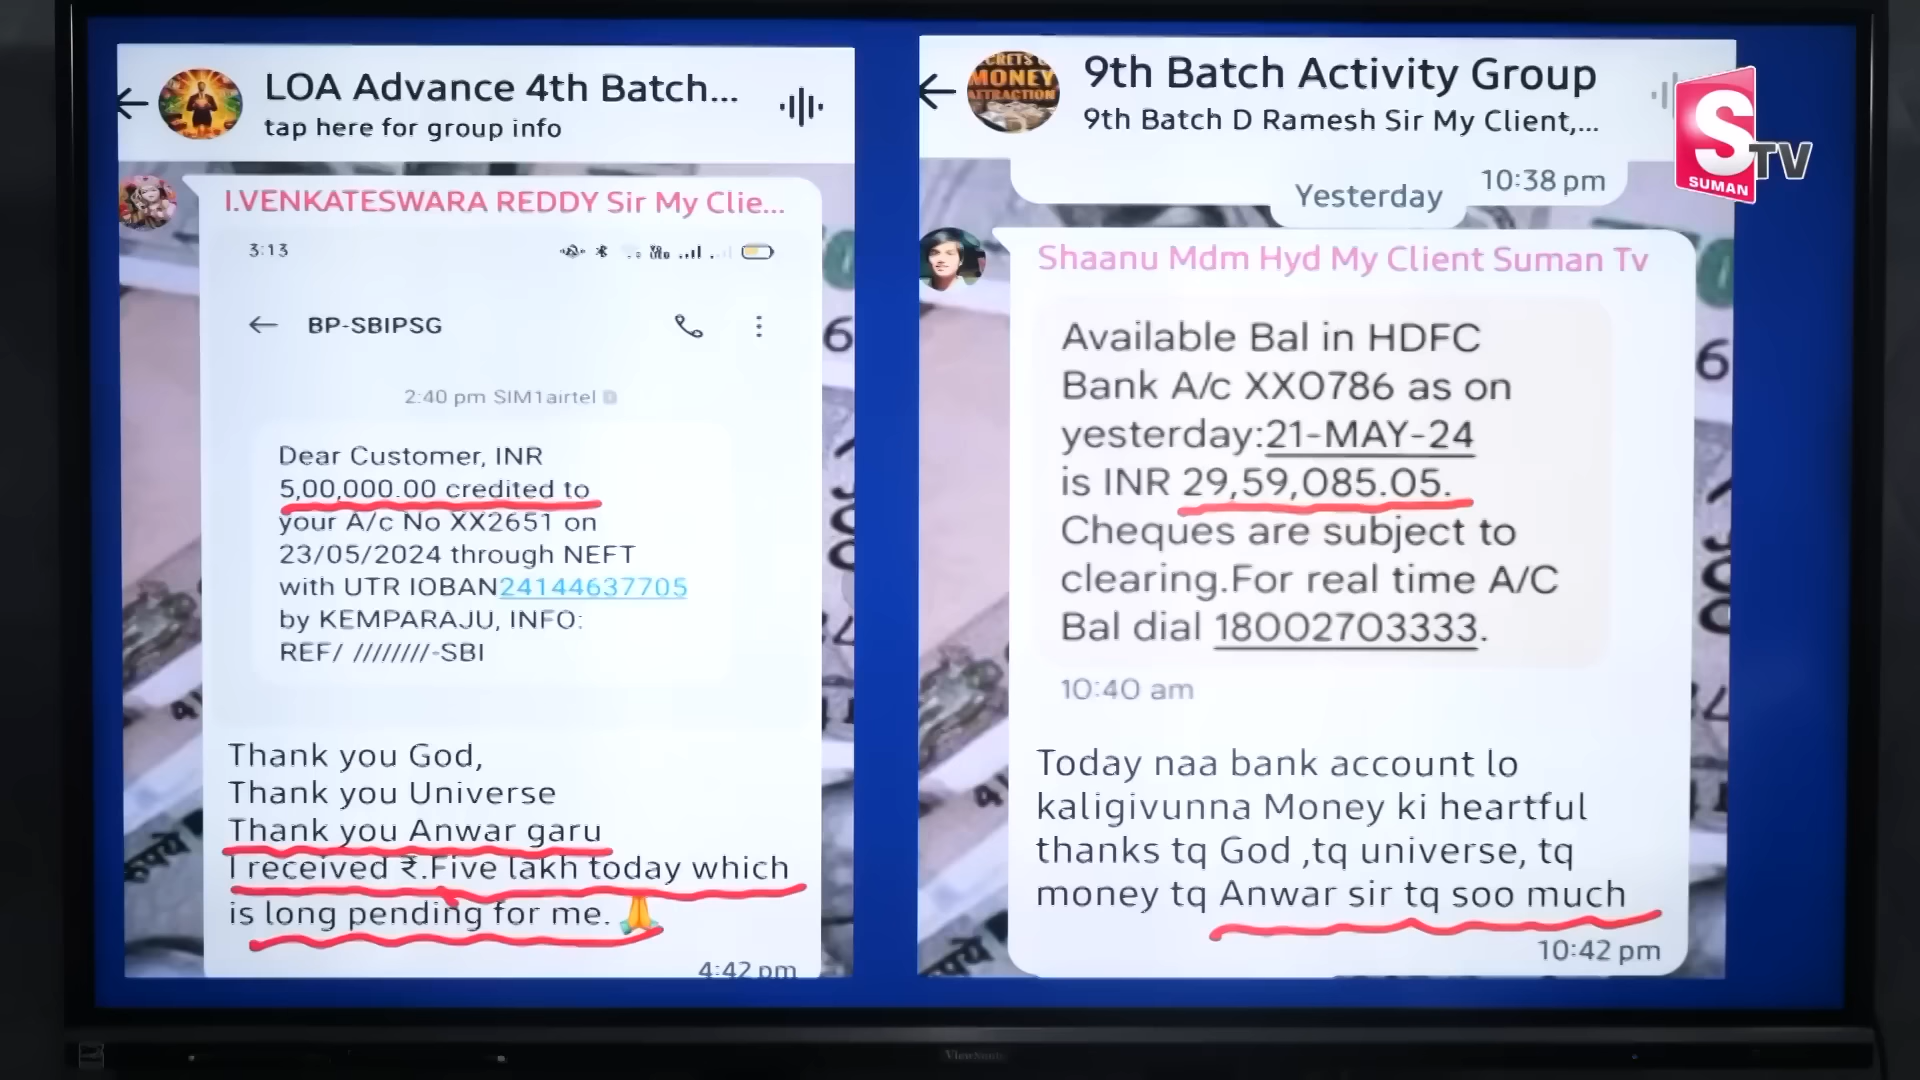 LOA Advance 4th Batch...
tap here for group info
I.VENKATESWARA REDDY Sir My Clie...
3:13
BP-SBIPSG
2:40 pm SIM1airtel
Dear Customer, INR
5,00,000.00 credited to
your A/c No XX2651 on
23/05/2024 through NEFT
with UTR IOBAN24144637705
by KEMPARAJU, INFO:
REF/ ////////-SBI
Thank you God,
Thank you Universe
Thank you Anwar garu
I received ₹.Five lakh today which
is long pending for me. 🙏
4:42 pm
MONEY
ATTRACTION
9th Batch Activity Group
9th Batch D Ramesh Sir My Client,...
10:38 pm
Yesterday
Shaanu Mdm Hyd My Client Suman Tv
Available Bal in HDFC
Bank A/c XX0786 as on
yesterday:21-MAY-24
is INR 29,59,085.05.
Cheques are subject to
clearing.For real time A/C
Bal dial 18002703333.
10:40 am
Today naa bank account lo
kaligivunna Money ki heartful
thanks tq God ,tq universe, tq
money tq Anwar sir tq soo much
10:42 pm
S TV
SUMAN
ViewSonic